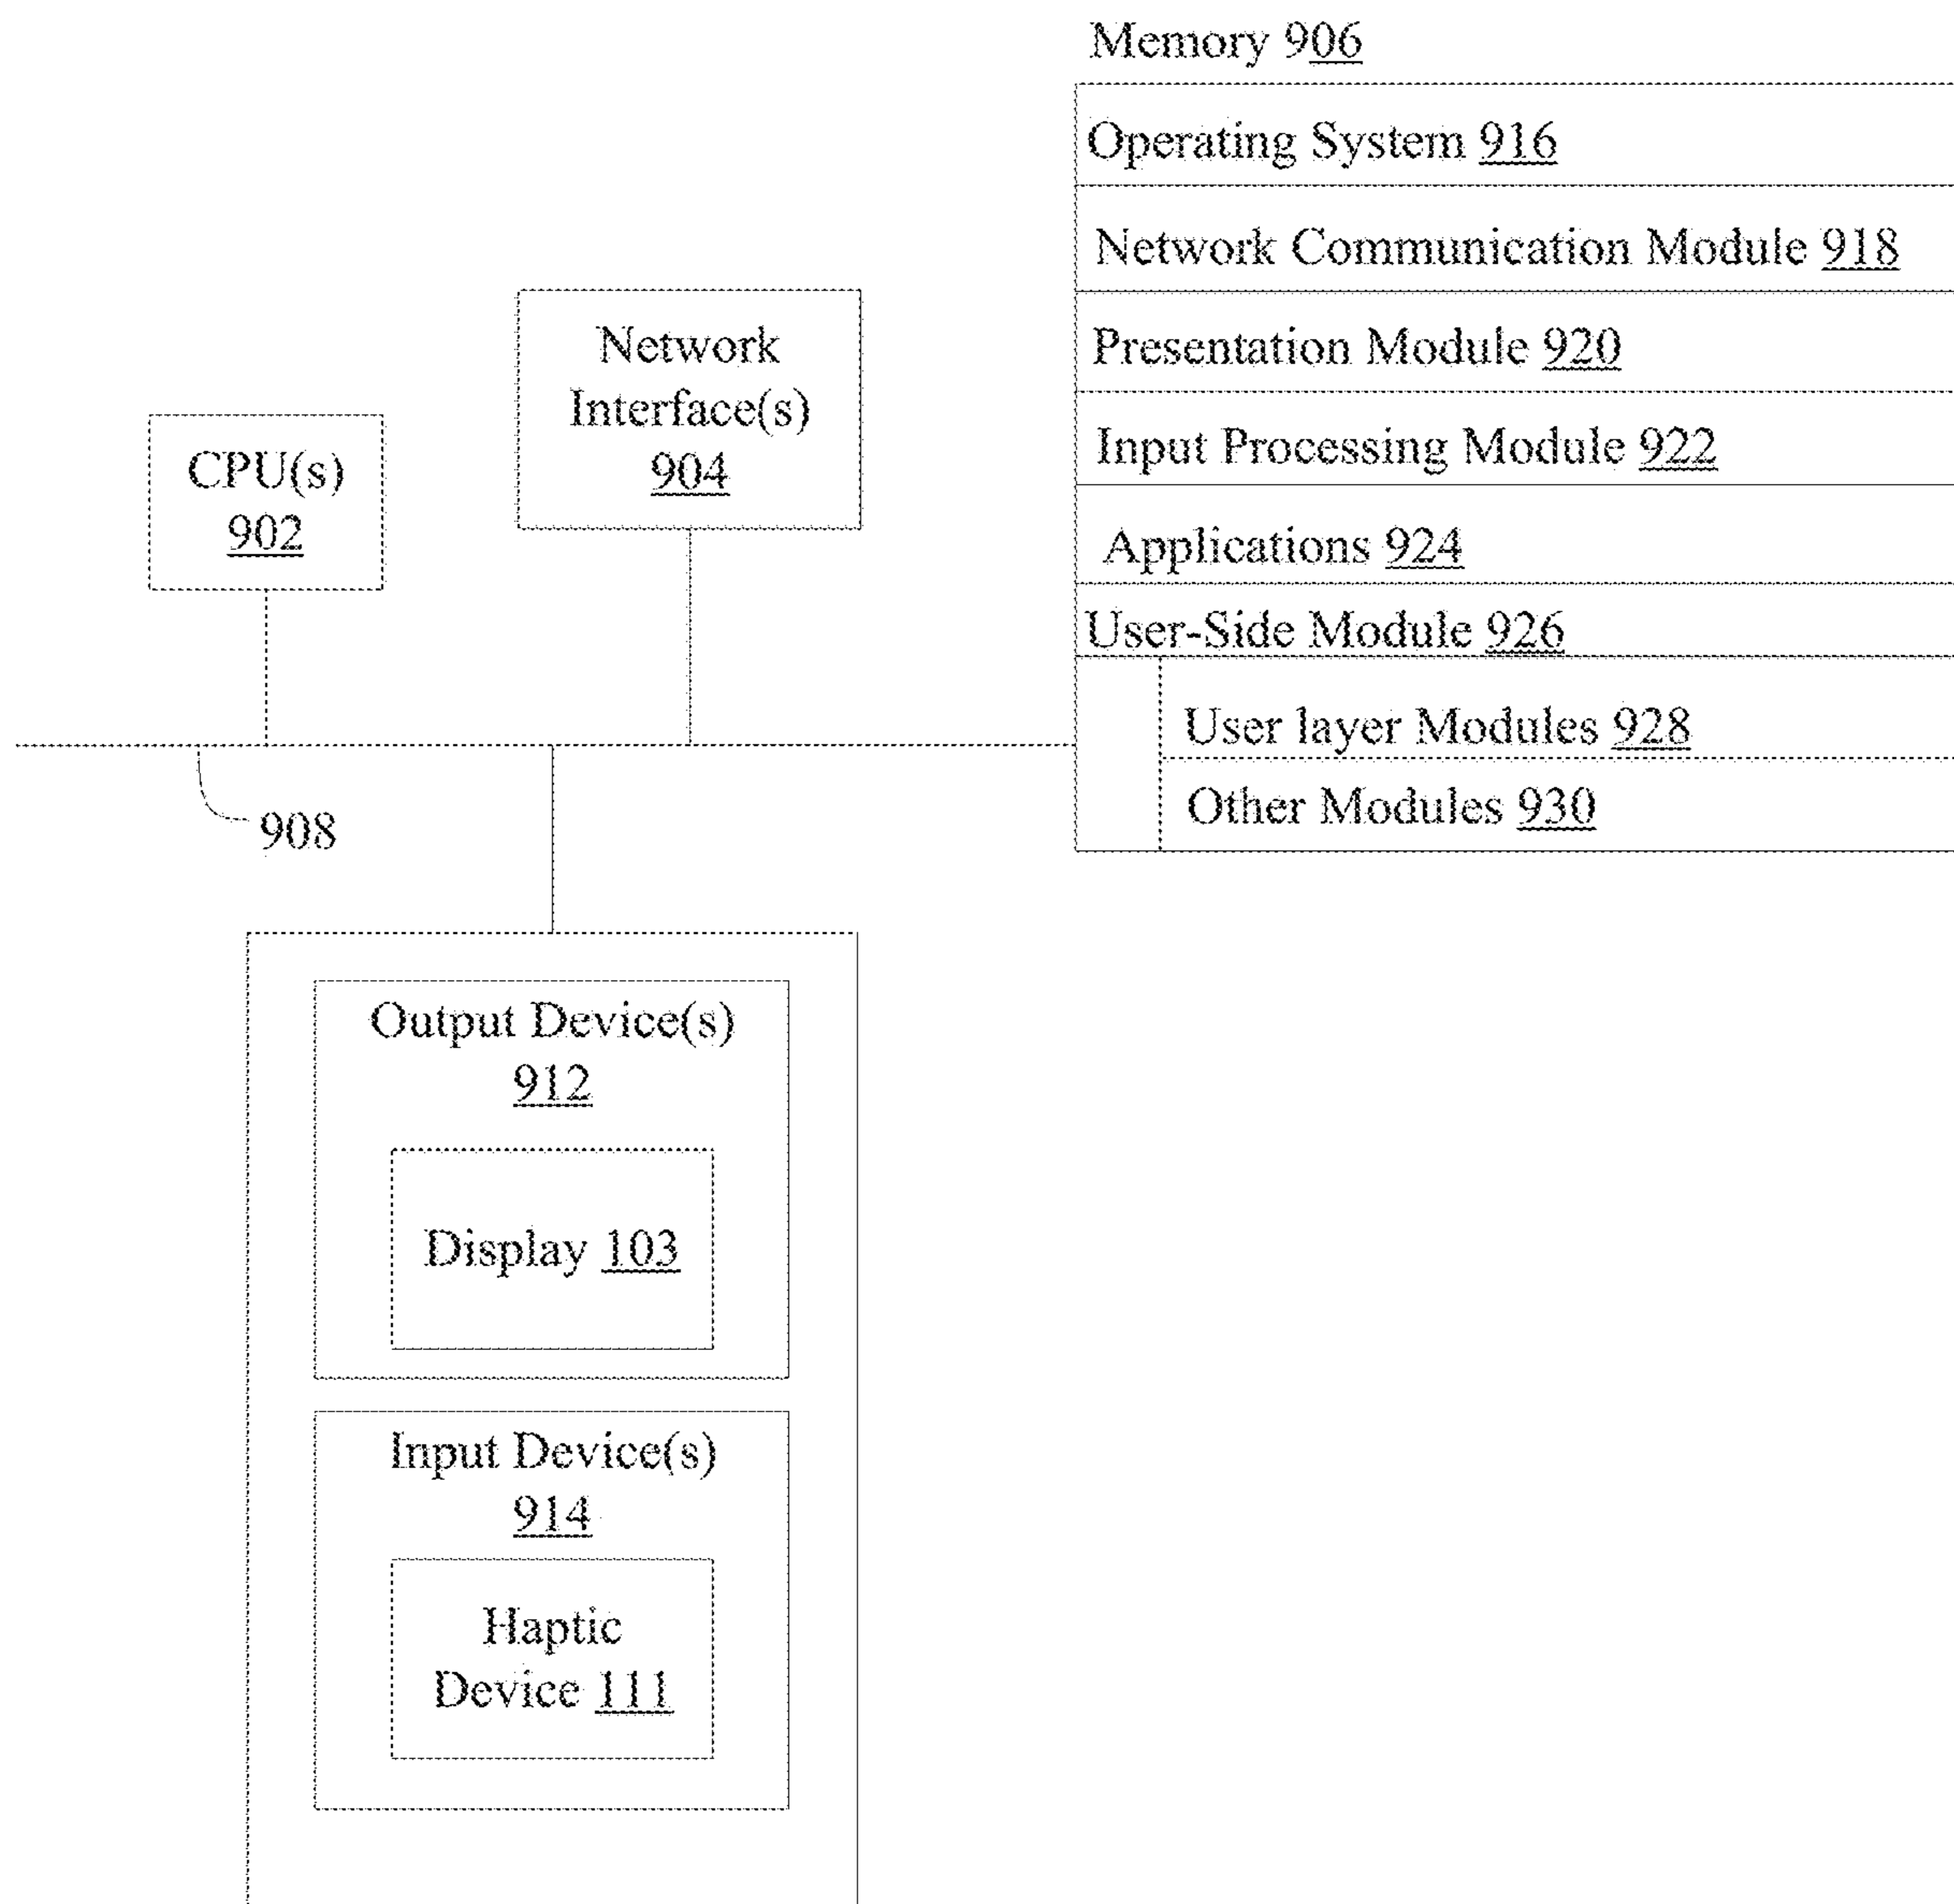 Memory 906
Operating System 916
Network Communication Module 918
Presentation Module 920
Input Processing Module 922
Applications 924
User-Side Module 926
User layer Modules 928
Other Modules 930
Network
Interface(s)
904
CPU(s)
902
908
Output Device(s)
912
Display 103
Input Device(s)
914
Haptic
Device 111